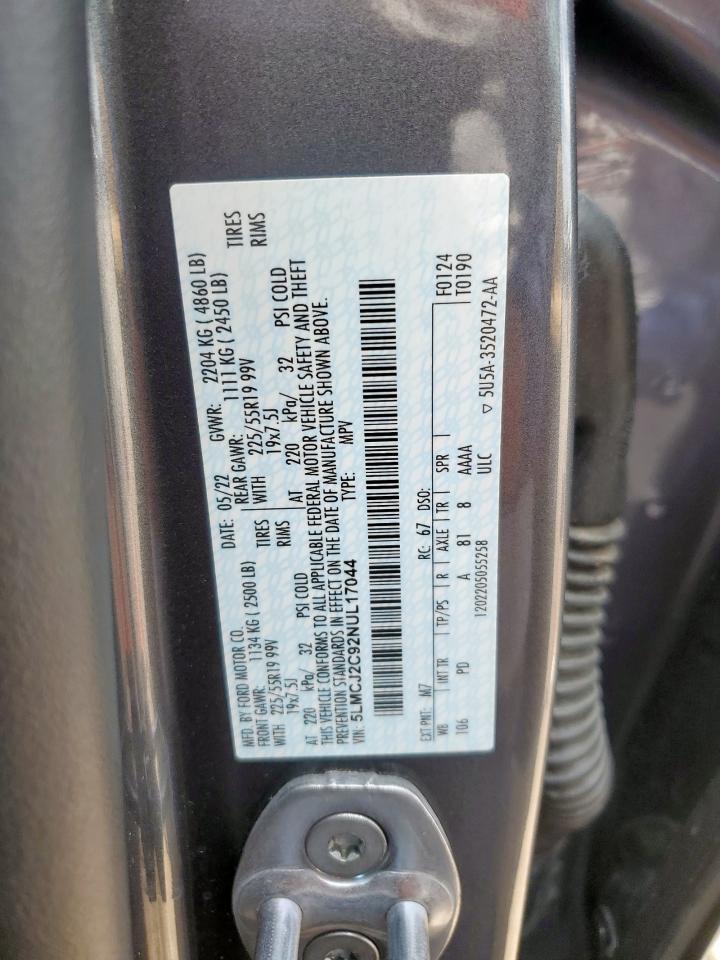 MFD. BY FORD MOTOR CO.
DATE: 05/22 GVWR: 2204 KG ( 4860 LB)
FRONT GAWR: 1134 KG ( 2500 LB) REAR GAWR: 1111 KG ( 2450 LB)
WITH 225/55R19 99V TIRES WITH 225/55R19 99V TIRES
19x7.5J RIMS 19x7.5J RIMS
AT 220 kPa/ 32 PSI COLD AT 220 kPa/ 32 PSI COLD
THIS VEHICLE CONFORMS TO ALL APPLICABLE FEDERAL MOTOR VEHICLE SAFETY AND THEFT
PREVENTION STANDARDS IN EFFECT ON THE DATE OF MANUFACTURE SHOWN ABOVE.
VIN: 5LMCJ2C92NUL17044 TYPE: MPV
F0124
EXT PNT: M7 RC: 67 DSO: T0190
WB INT TR TP/PS R AXLE TR SPR
106 PD A 81 8 AAAA
1202205055258 ULC
5U5A-3520472-AA